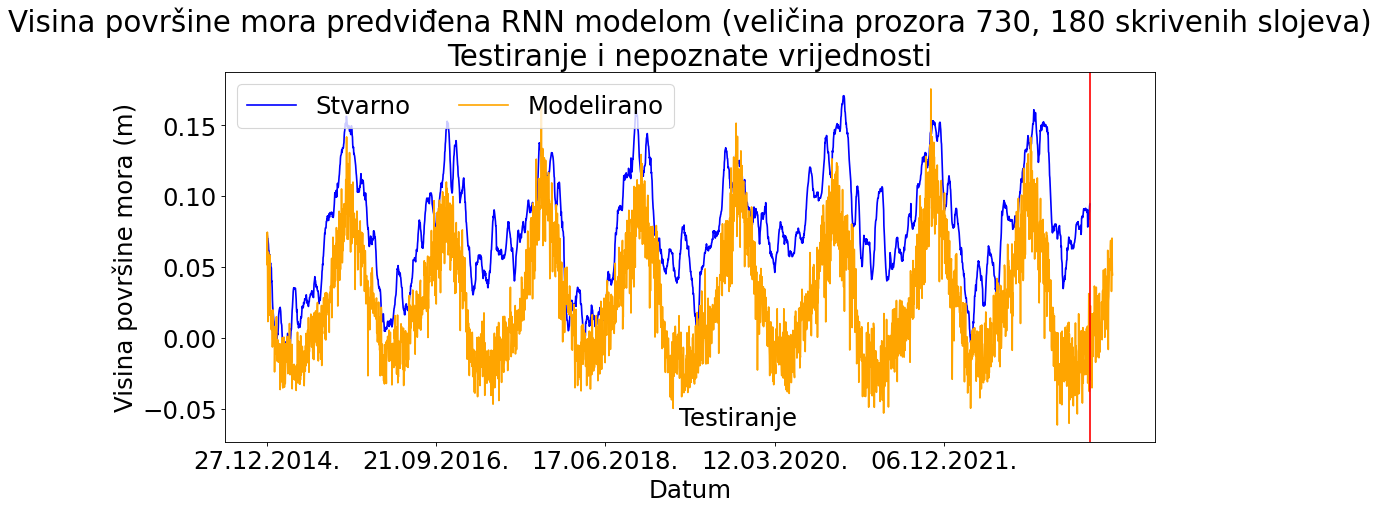 Visina površine mora predviđena RNN modelom (veličina prozora 730, 180 skrivenih slojeva)
Testiranje i nepoznate vrijednosti
Stvarno Modelirano
Visina površine mora (m)
0.15
0.10
0.05
0.00
−0.05
Testiranje
27.12.2014. 21.09.2016. 17.06.2018. 12.03.2020. 06.12.2021.
Datum